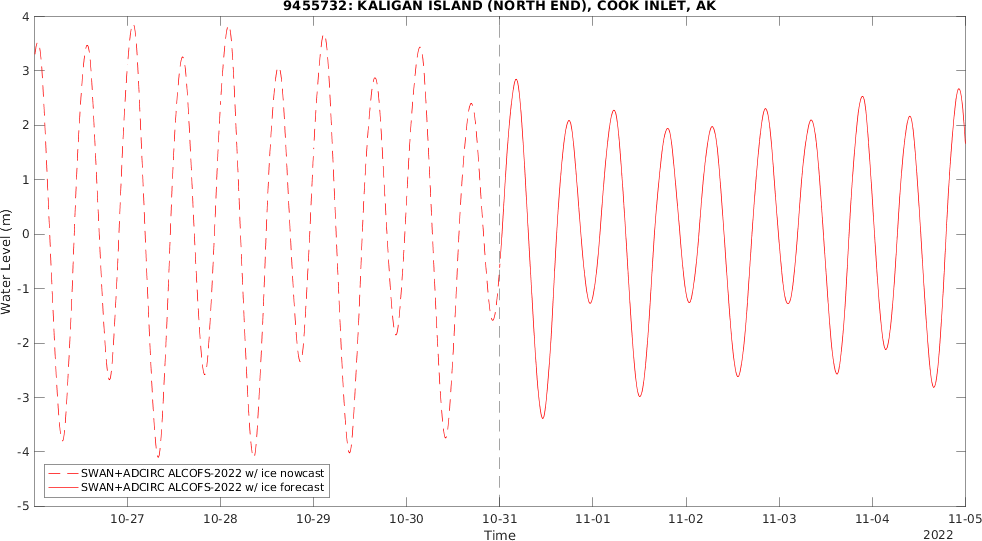 9455732: KALIGAN ISLAND (NORTH END), COOK INLET, AK
4
3
2
1
0
-1
-2
-3
-4
-5
Water Level (m)
SWAN+ADCIRC ALCOFS-2022 w/ ice nowcast
SWAN+ADCIRC ALCOFS-2022 w/ ice forecast
10-27 10-28 10-29 10-30 10-31 11-01 11-02 11-03 11-04 11-05
Time
2022